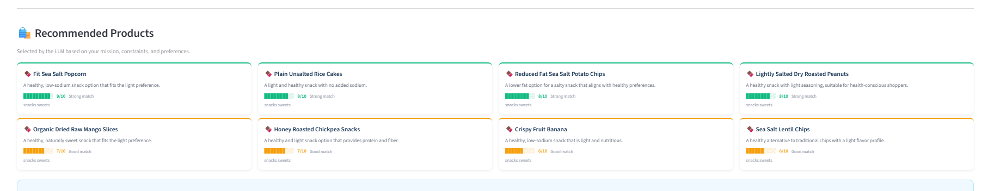 Recommended Products
Selected by the LLM based on your mission, constraints, and preferences.
Fit Sea Salt Popcorn
A healthy, low-sodium snack option that fits the light preference.
9/10 Strong match
snacks sweets
Plain Unsalted Rice Cakes
A light and healthy snack with no added sodium.
8/10 Strong match
snacks sweets
Reduced Fat Sea Salt Potato Chips
A lower fat option for a salty snack that aligns with healthy preferences.
8/10 Strong match
snacks sweets
Lightly Salted Dry Roasted Peanuts
A healthy snack with light seasoning, suitable for health-conscious shoppers.
8/10 Strong match
snacks sweets
Organic Dried Raw Mango Slices
A healthy, naturally sweet snack that fits the light preference.
7/10 Good match
snacks sweets
Honey Roasted Chickpea Snacks
A healthy and light snack option that provides protein and fiber.
7/10 Good match
snacks sweets
Crispy Fruit Banana
A healthy, low-sodium snack that is light and nutritious.
6/10 Good match
snacks sweets
Sea Salt Lentil Chips
A healthy alternative to traditional chips with a light flavor profile.
6/10 Good match
snacks sweets